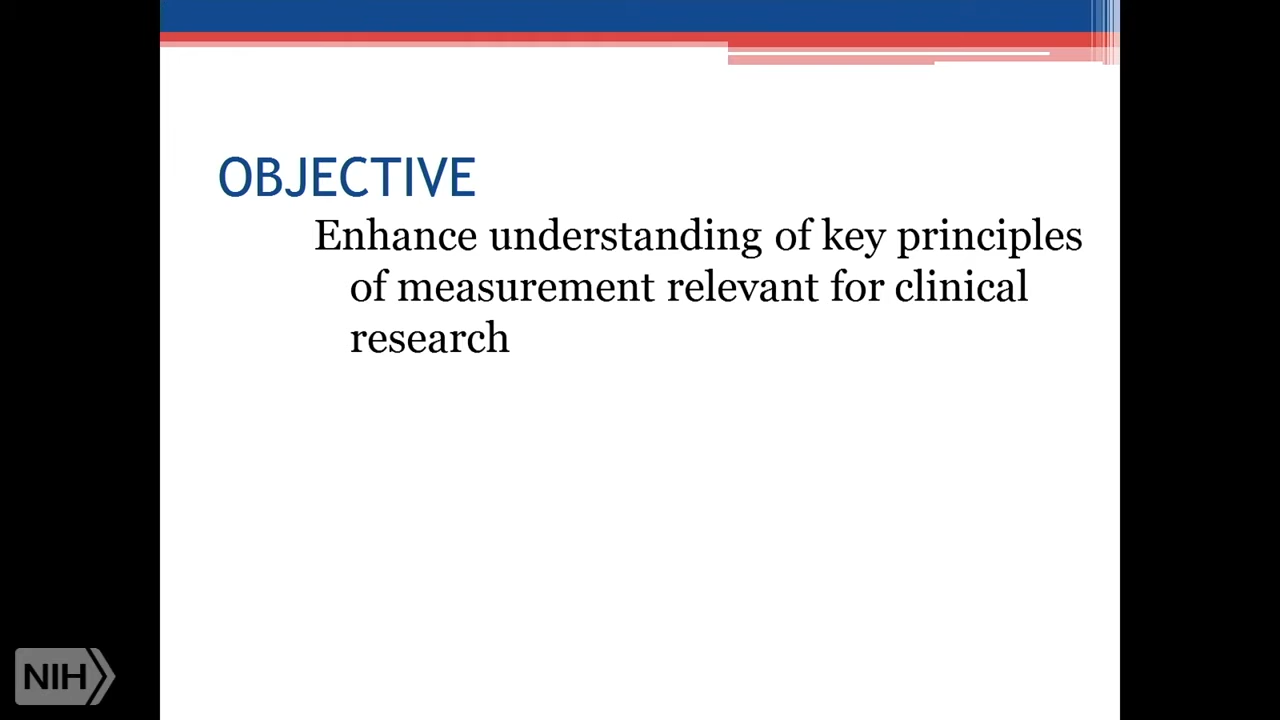 OBJECTIVE
Enhance understanding of key principles
of measurement relevant for clinical
research
NIH